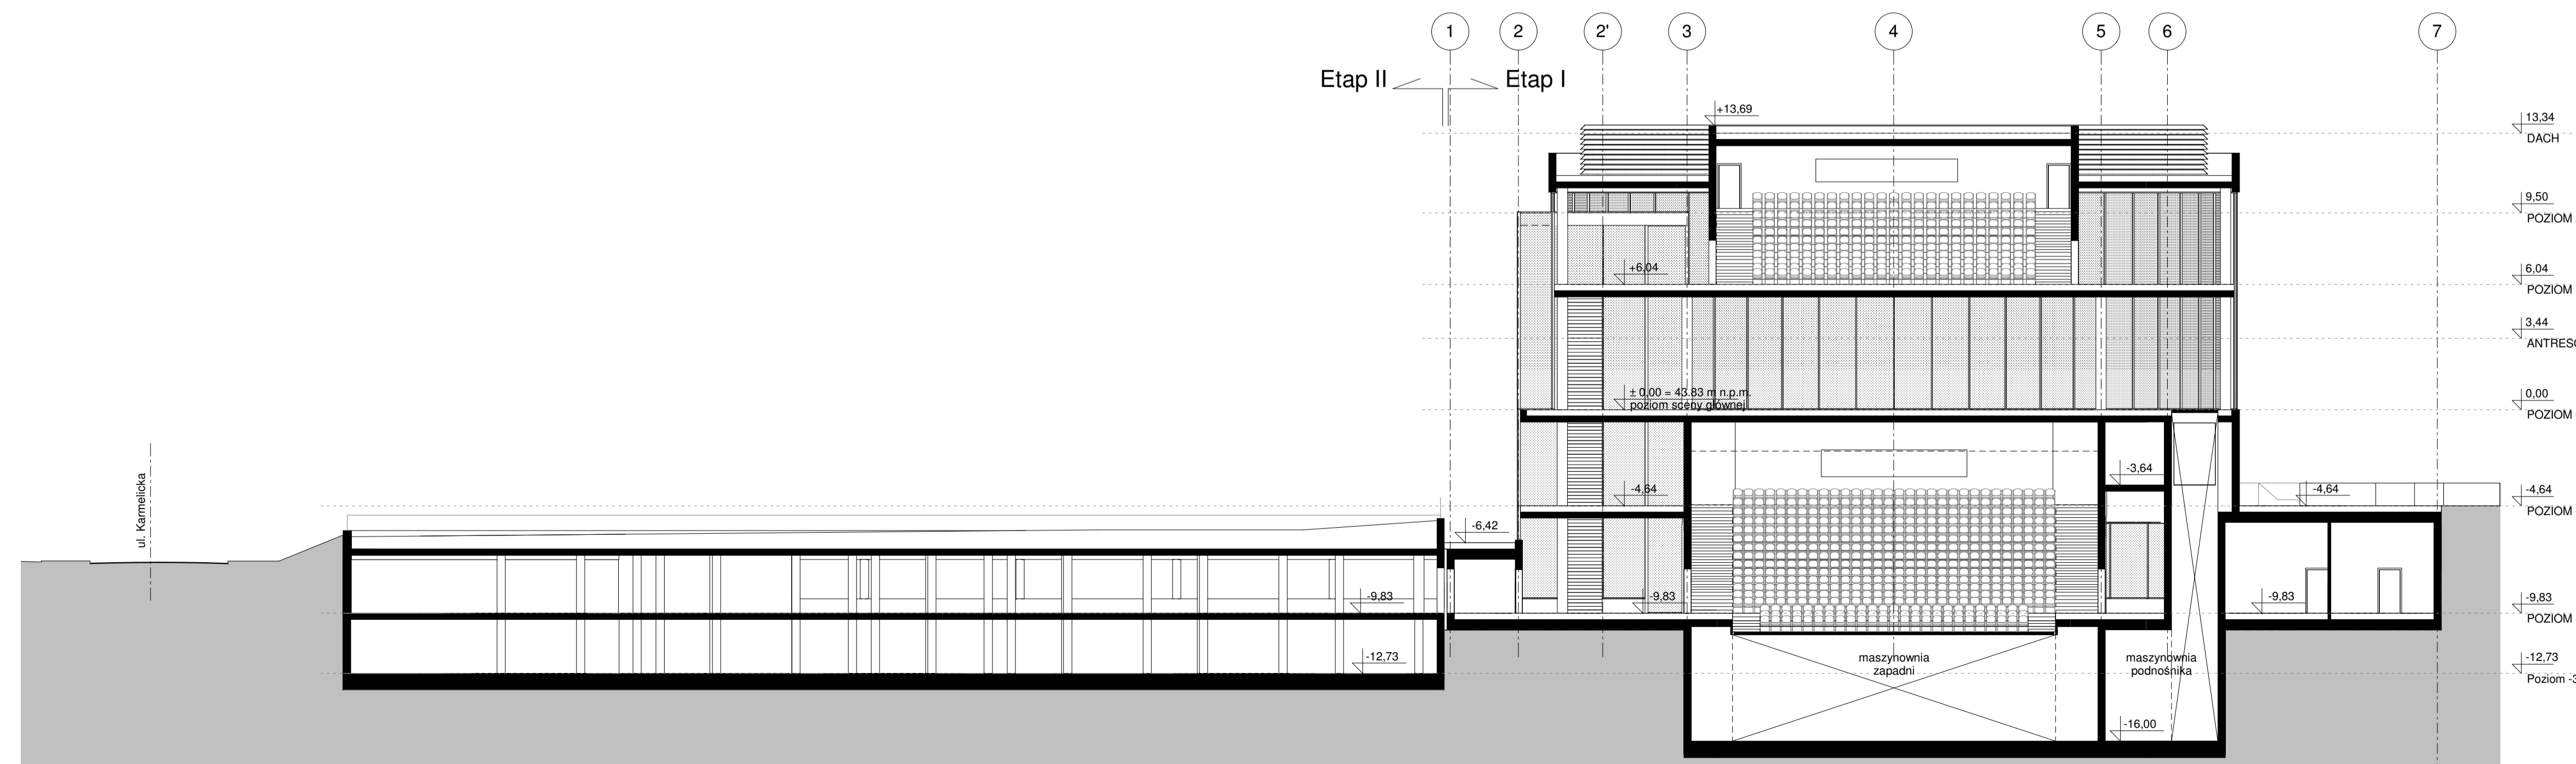 1
2
2'
3
4
5
6
7
Etap II
Etap I
+13,69
13,34
DACH
9,50
POZIOM
+6,04
6,04
POZIOM
3,44
± 0,00 = 43.83 m n.p.m.
poziom sceny głównej
0,00
POZIOM
ul. Karmelicka
-3,64
-4,64
-4,64
-4,64
POZIOM
-6,42
-9,83
-9,83
-9,83
-9,83
POZIOM
-12,73
maszynownia
zapadni
maszynownia
podnośnika
-12,73
Poziom -3
-16,00